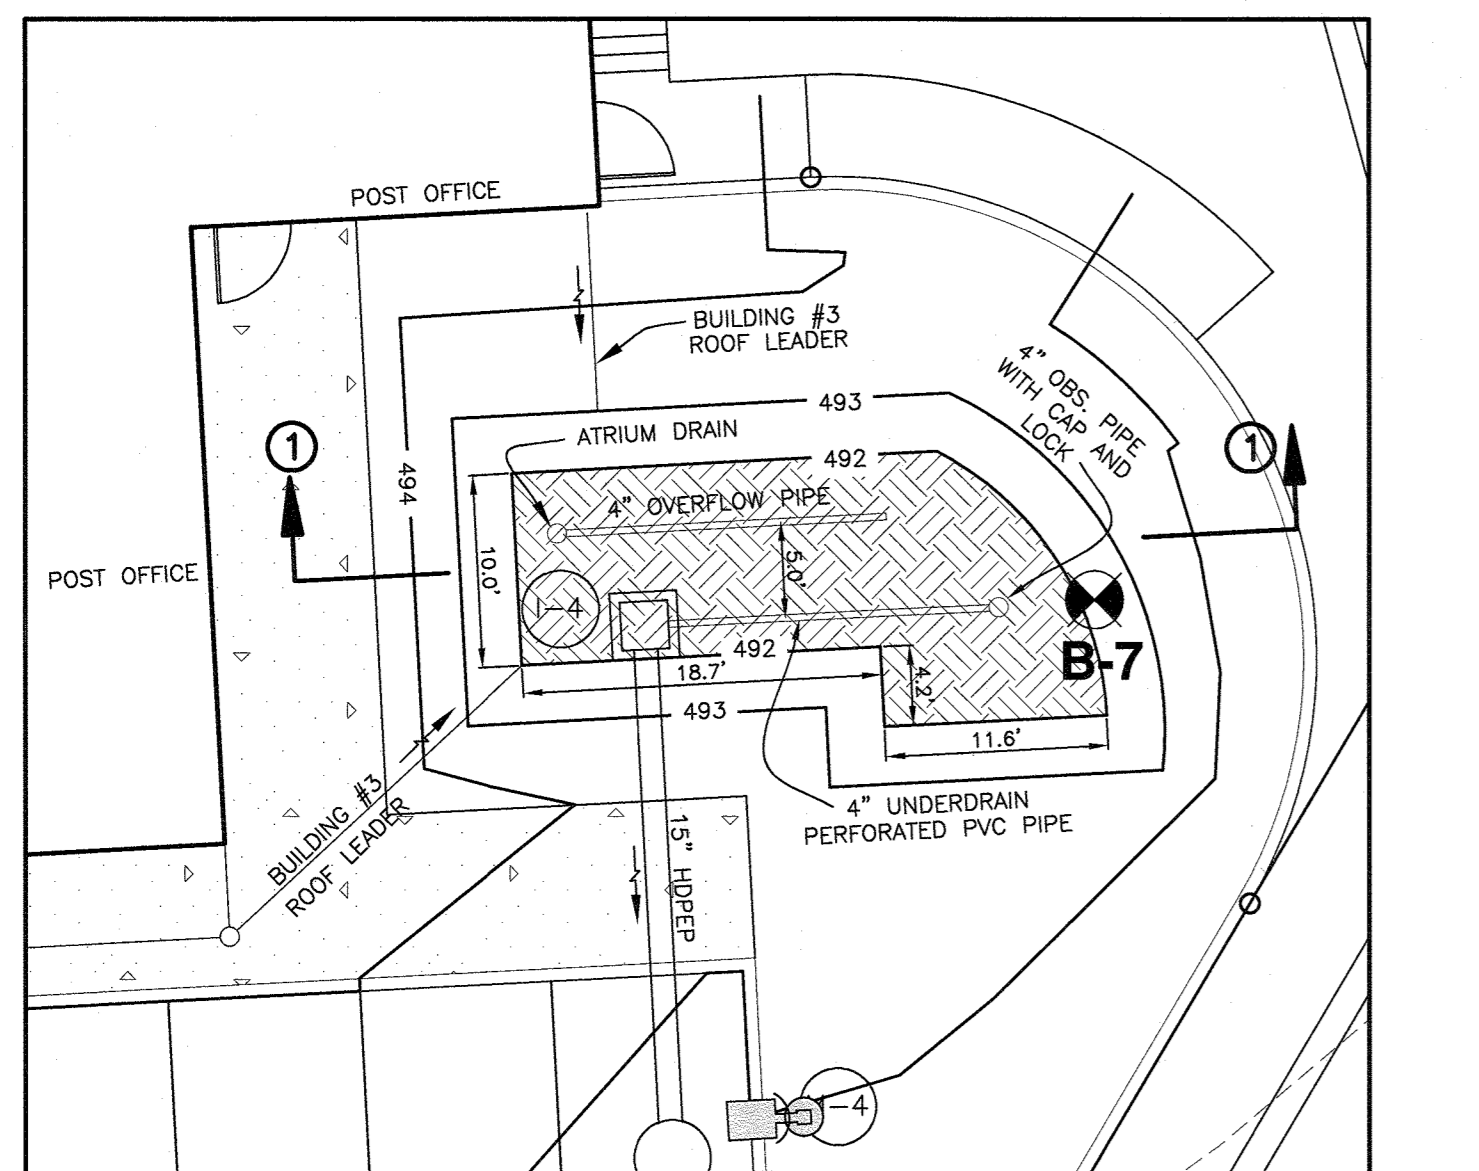 POST OFFICE
BUILDING #3
ROOF LEADER
4" OBS. PIPE
WITH CAP AND
LOCK
493
ATRIUM DRAIN
1
1
492
494
4" OVERFLOW PIPE
10.0'
5.0'
POST OFFICE
I-4
492
B-7
18.7'
4.2'
493
11.6'
BUILDING #3
ROOF LEADER
4" UNDERDRAIN
PERFORATED PVC PIPE
15" HDPEP
-4